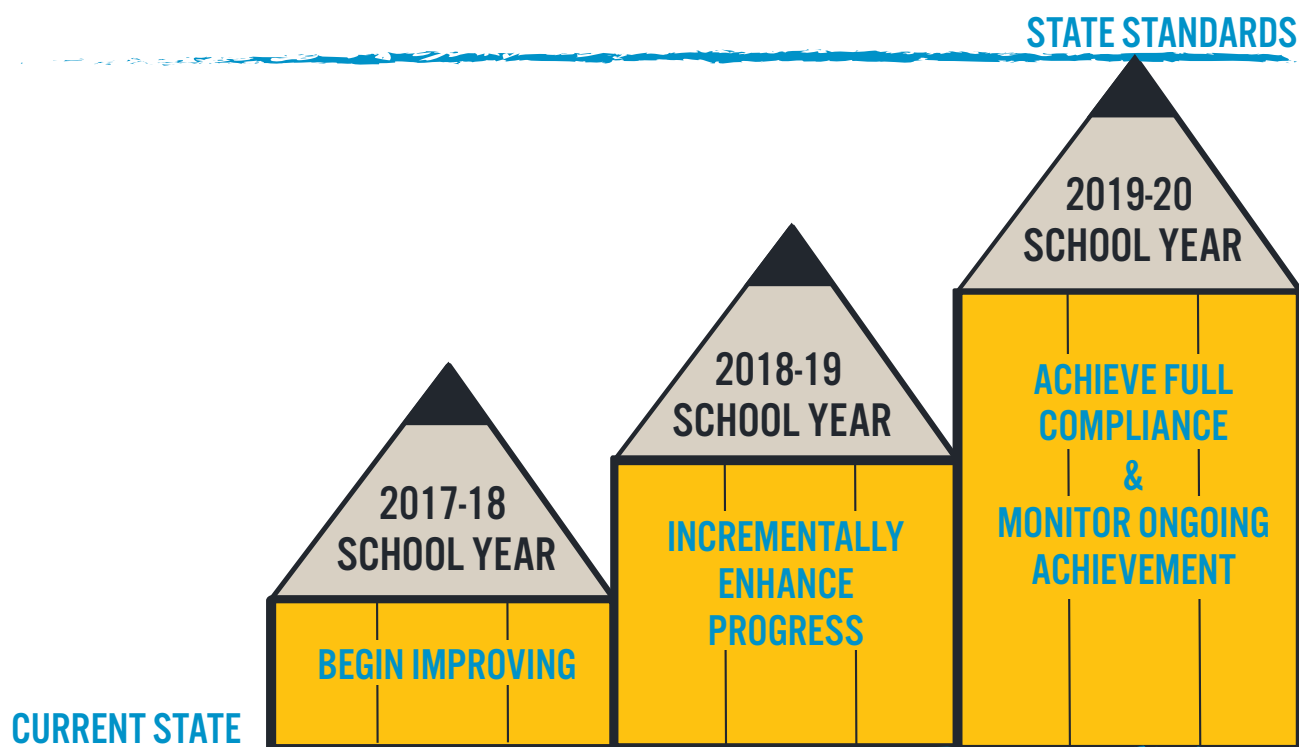 STATE STANDARDS
2019-20
SCHOOL YEAR
2018-19
SCHOOL YEAR
2017-18
SCHOOL YEAR
ACHIEVE FULL
COMPLIANCE
&
MONITOR ONGOING
ACHIEVEMENT
INCREMENTALLY
ENHANCE
PROGRESS
BEGIN IMPROVING
CURRENT STATE